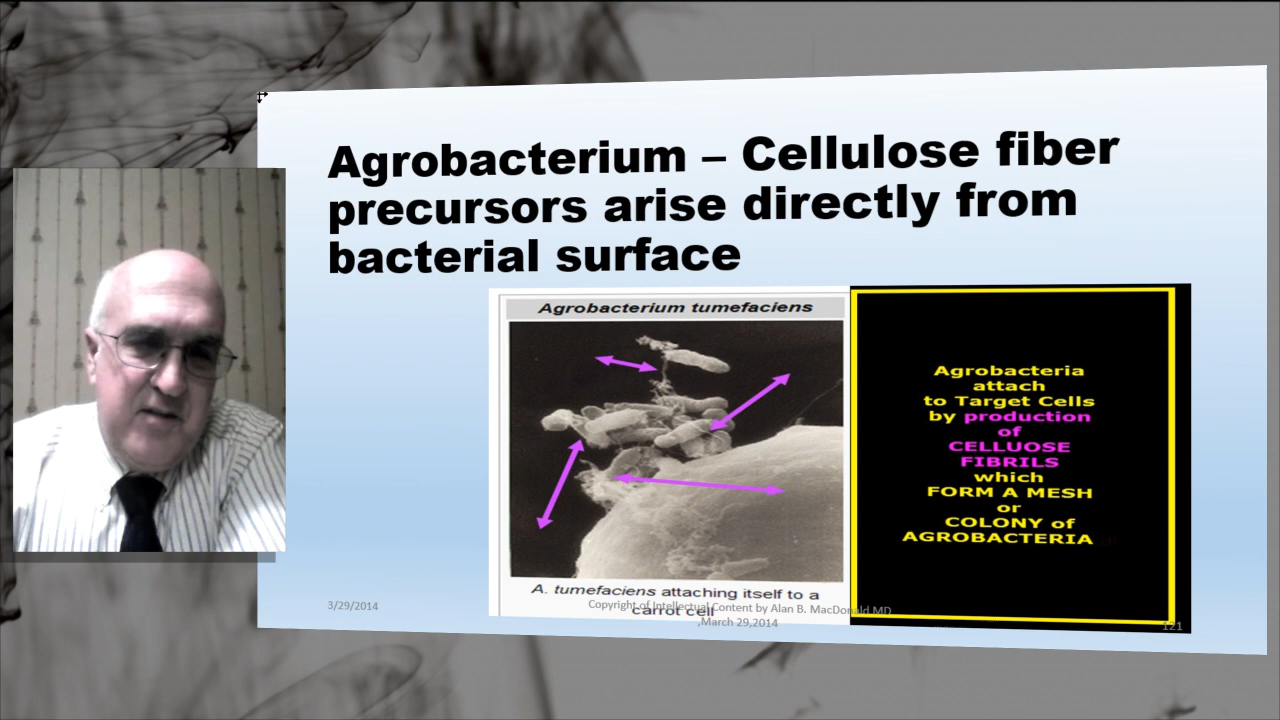 Agrobacterium – Cellulose fiber
precursors arise directly from
bacterial surface
Agrobacterium tumefaciens
A. tumefaciens attaching itself to a
carrot cell
Agrobacteria
attach
to Target Cells
by production
of
CELLUOSE
FIBRILS
which
FORM A MESH
or
COLONY of
AGROBACTERIA
3/29/2014
Copyright of Intellectual Content by Alan B. MacDonald MD
,March 29,2014
121